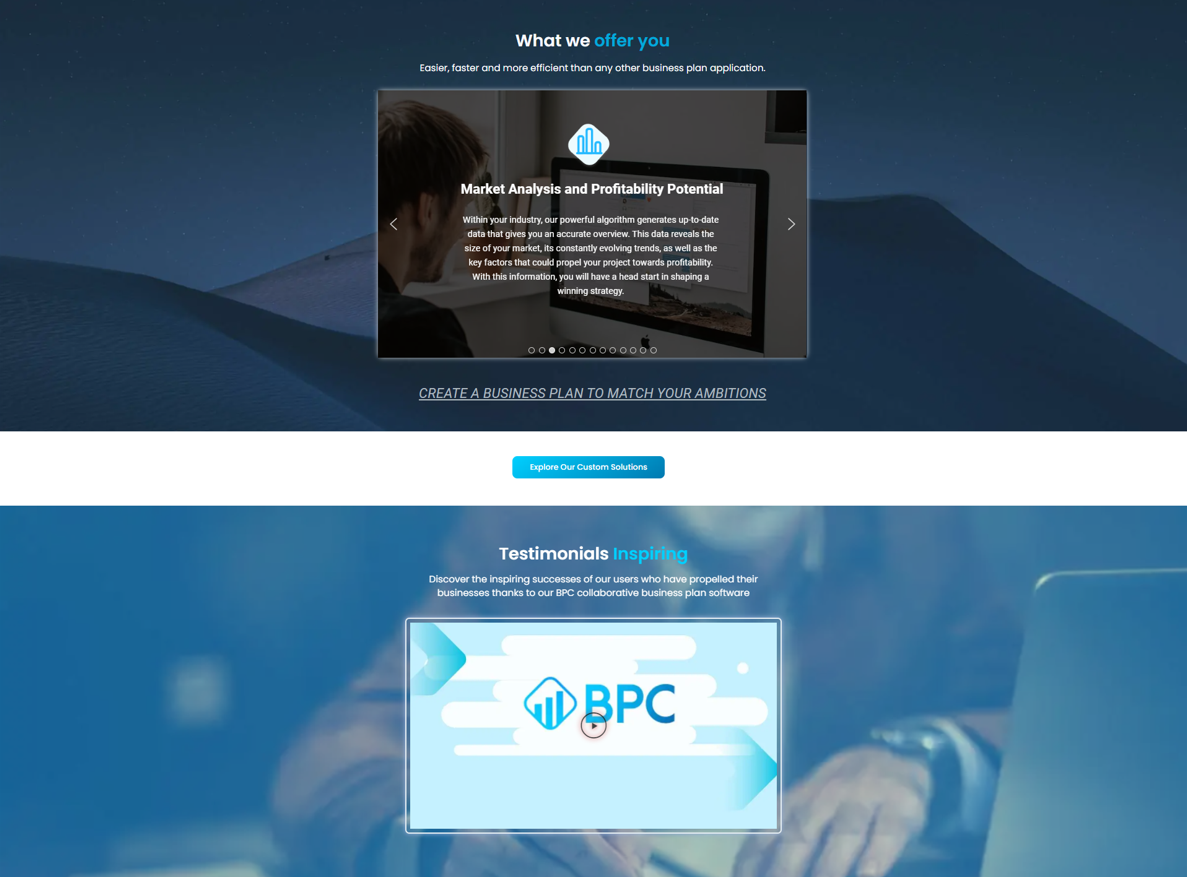 What we offer you
Easier, faster and more efficient than any other business plan application.
Market Analysis and Profitability Potential
Within your industry, our powerful algorithm generates up-to-date
data that gives you an accurate overview. This data reveals the
size of your market, its constantly evolving trends, as well as the
key factors that could propel your project towards profitability.
With this information, you will have a head start in shaping a
winning strategy.
CREATE A BUSINESS PLAN TO MATCH YOUR AMBITIONS
Explore Our Custom Solutions
Testimonials Inspiring
Discover the inspiring successes of our users who have propelled their
businesses thanks to our BPC collaborative business plan software
BPC